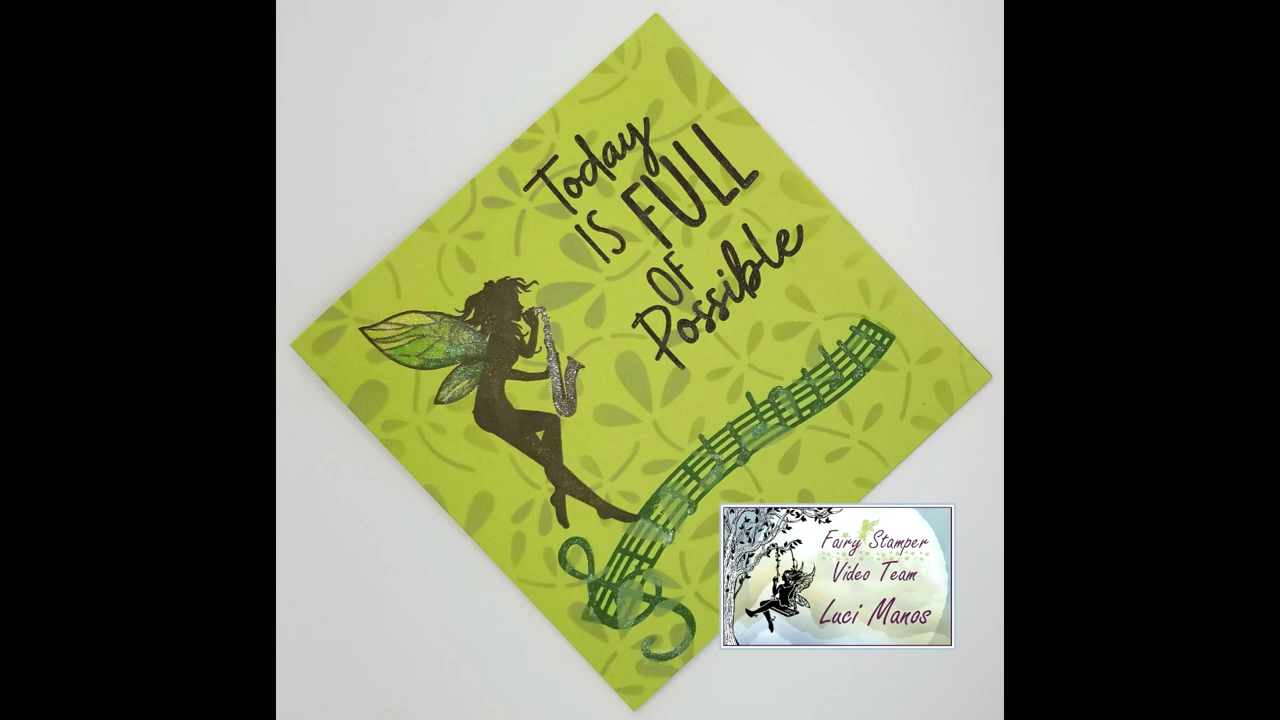 Today
IS FULL
OF
Possible
Fairy Stamper
Video Team
Luci Manos